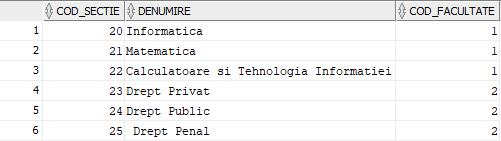 COD_SECTIE DENUMIRE COD_FACULTATE
1 20 Informatica 1
2 21 Matematica 1
3 22 Calculatoare si Tehnologia Informatiei 1
4 23 Drept Privat 2
5 24 Drept Public 2
6 25 Drept Penal 2